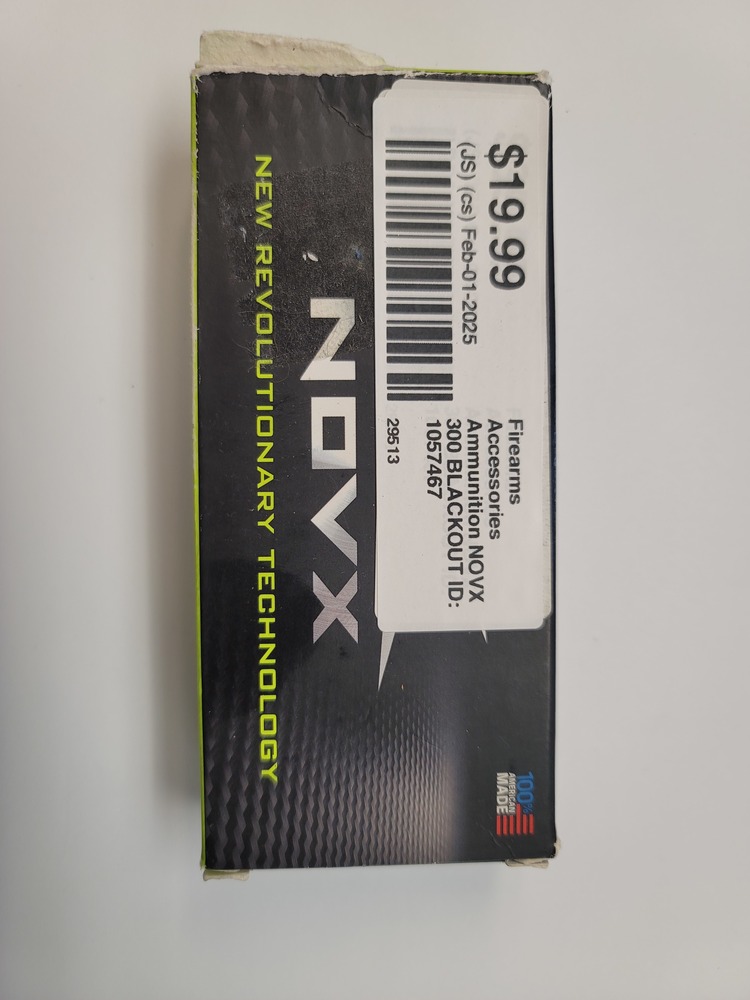 $19.99
(JS) (cs) Feb-01-2025
29513
Firearms
Accessories
Ammunition NOVX
300 BLACKOUT ID:
1057467
NOVX
NEW REVOLUTIONARY TECHNOLOGY
100%
AMERICAN
MADE